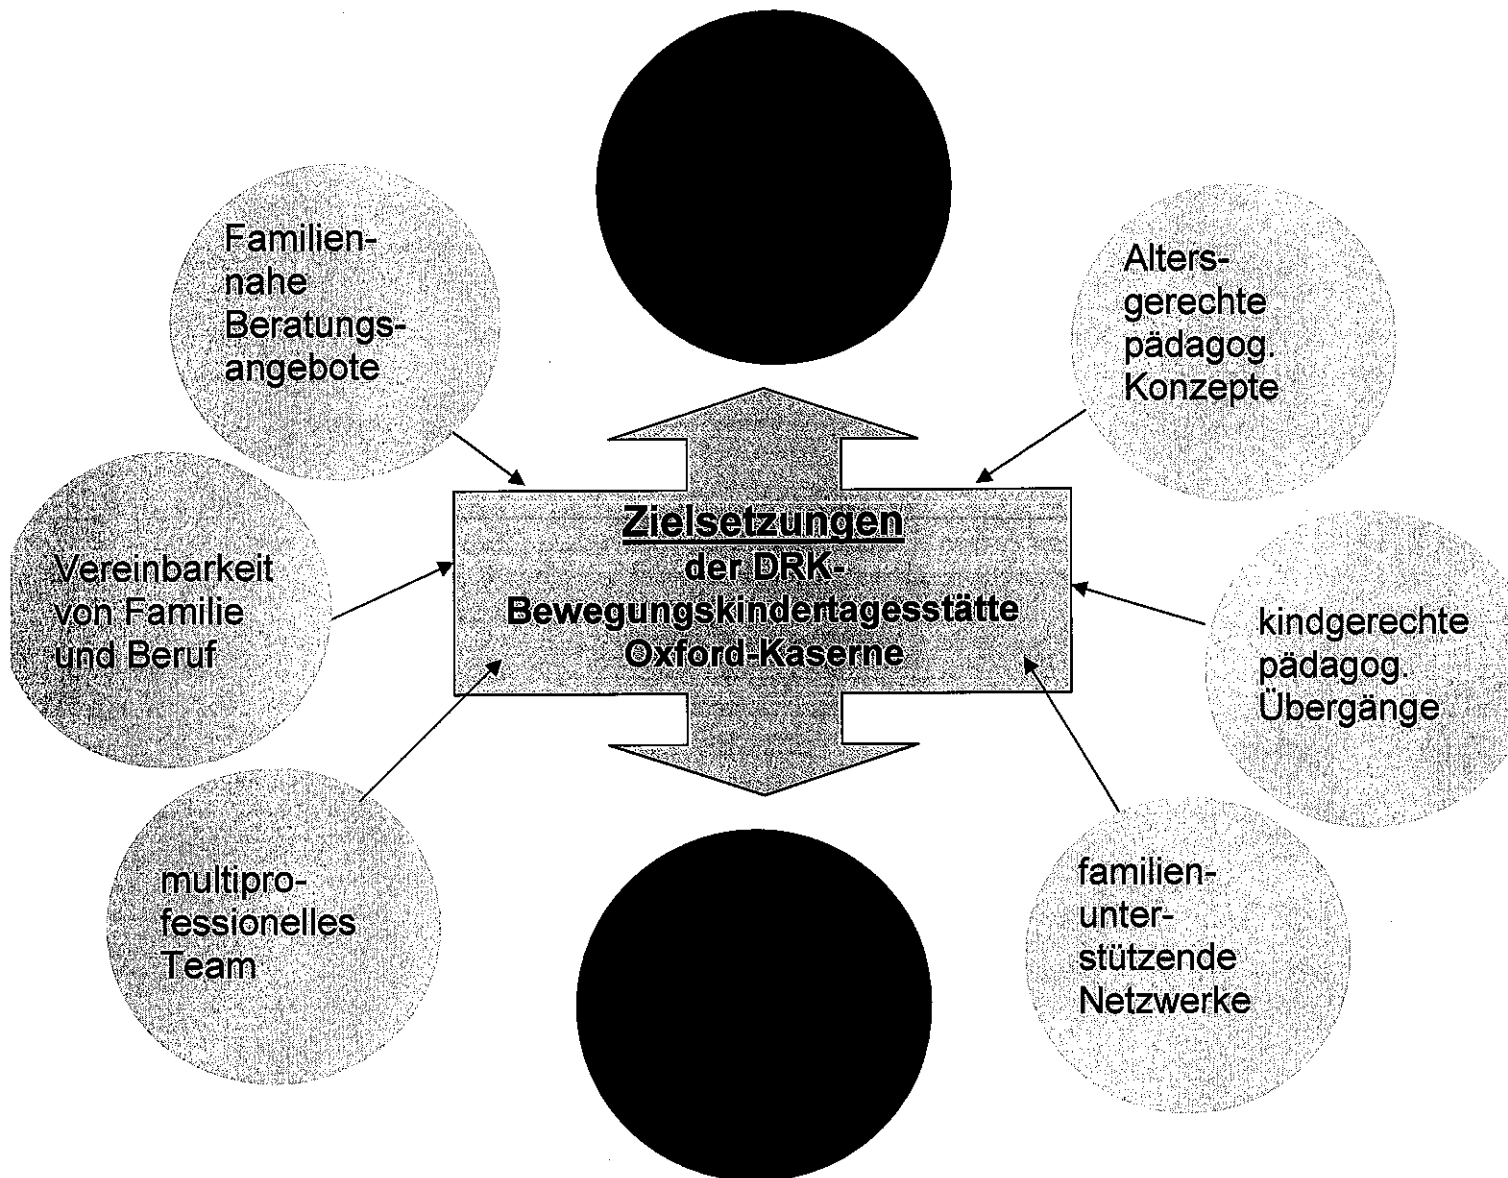 Familien-
nahe
Beratungs-
angebote
Alters-
gerechte
pädagog.
Konzepte
Zielsetzungen
der DRK-
Bewegungskindertagesstätte
Oxford-Kaserne
Vereinbarkeit
von Familie
und Beruf
kindgerechte
pädagog.
Übergänge
multipro-
fessionelles
Team
familien-
unter-
stützende
Netzwerke